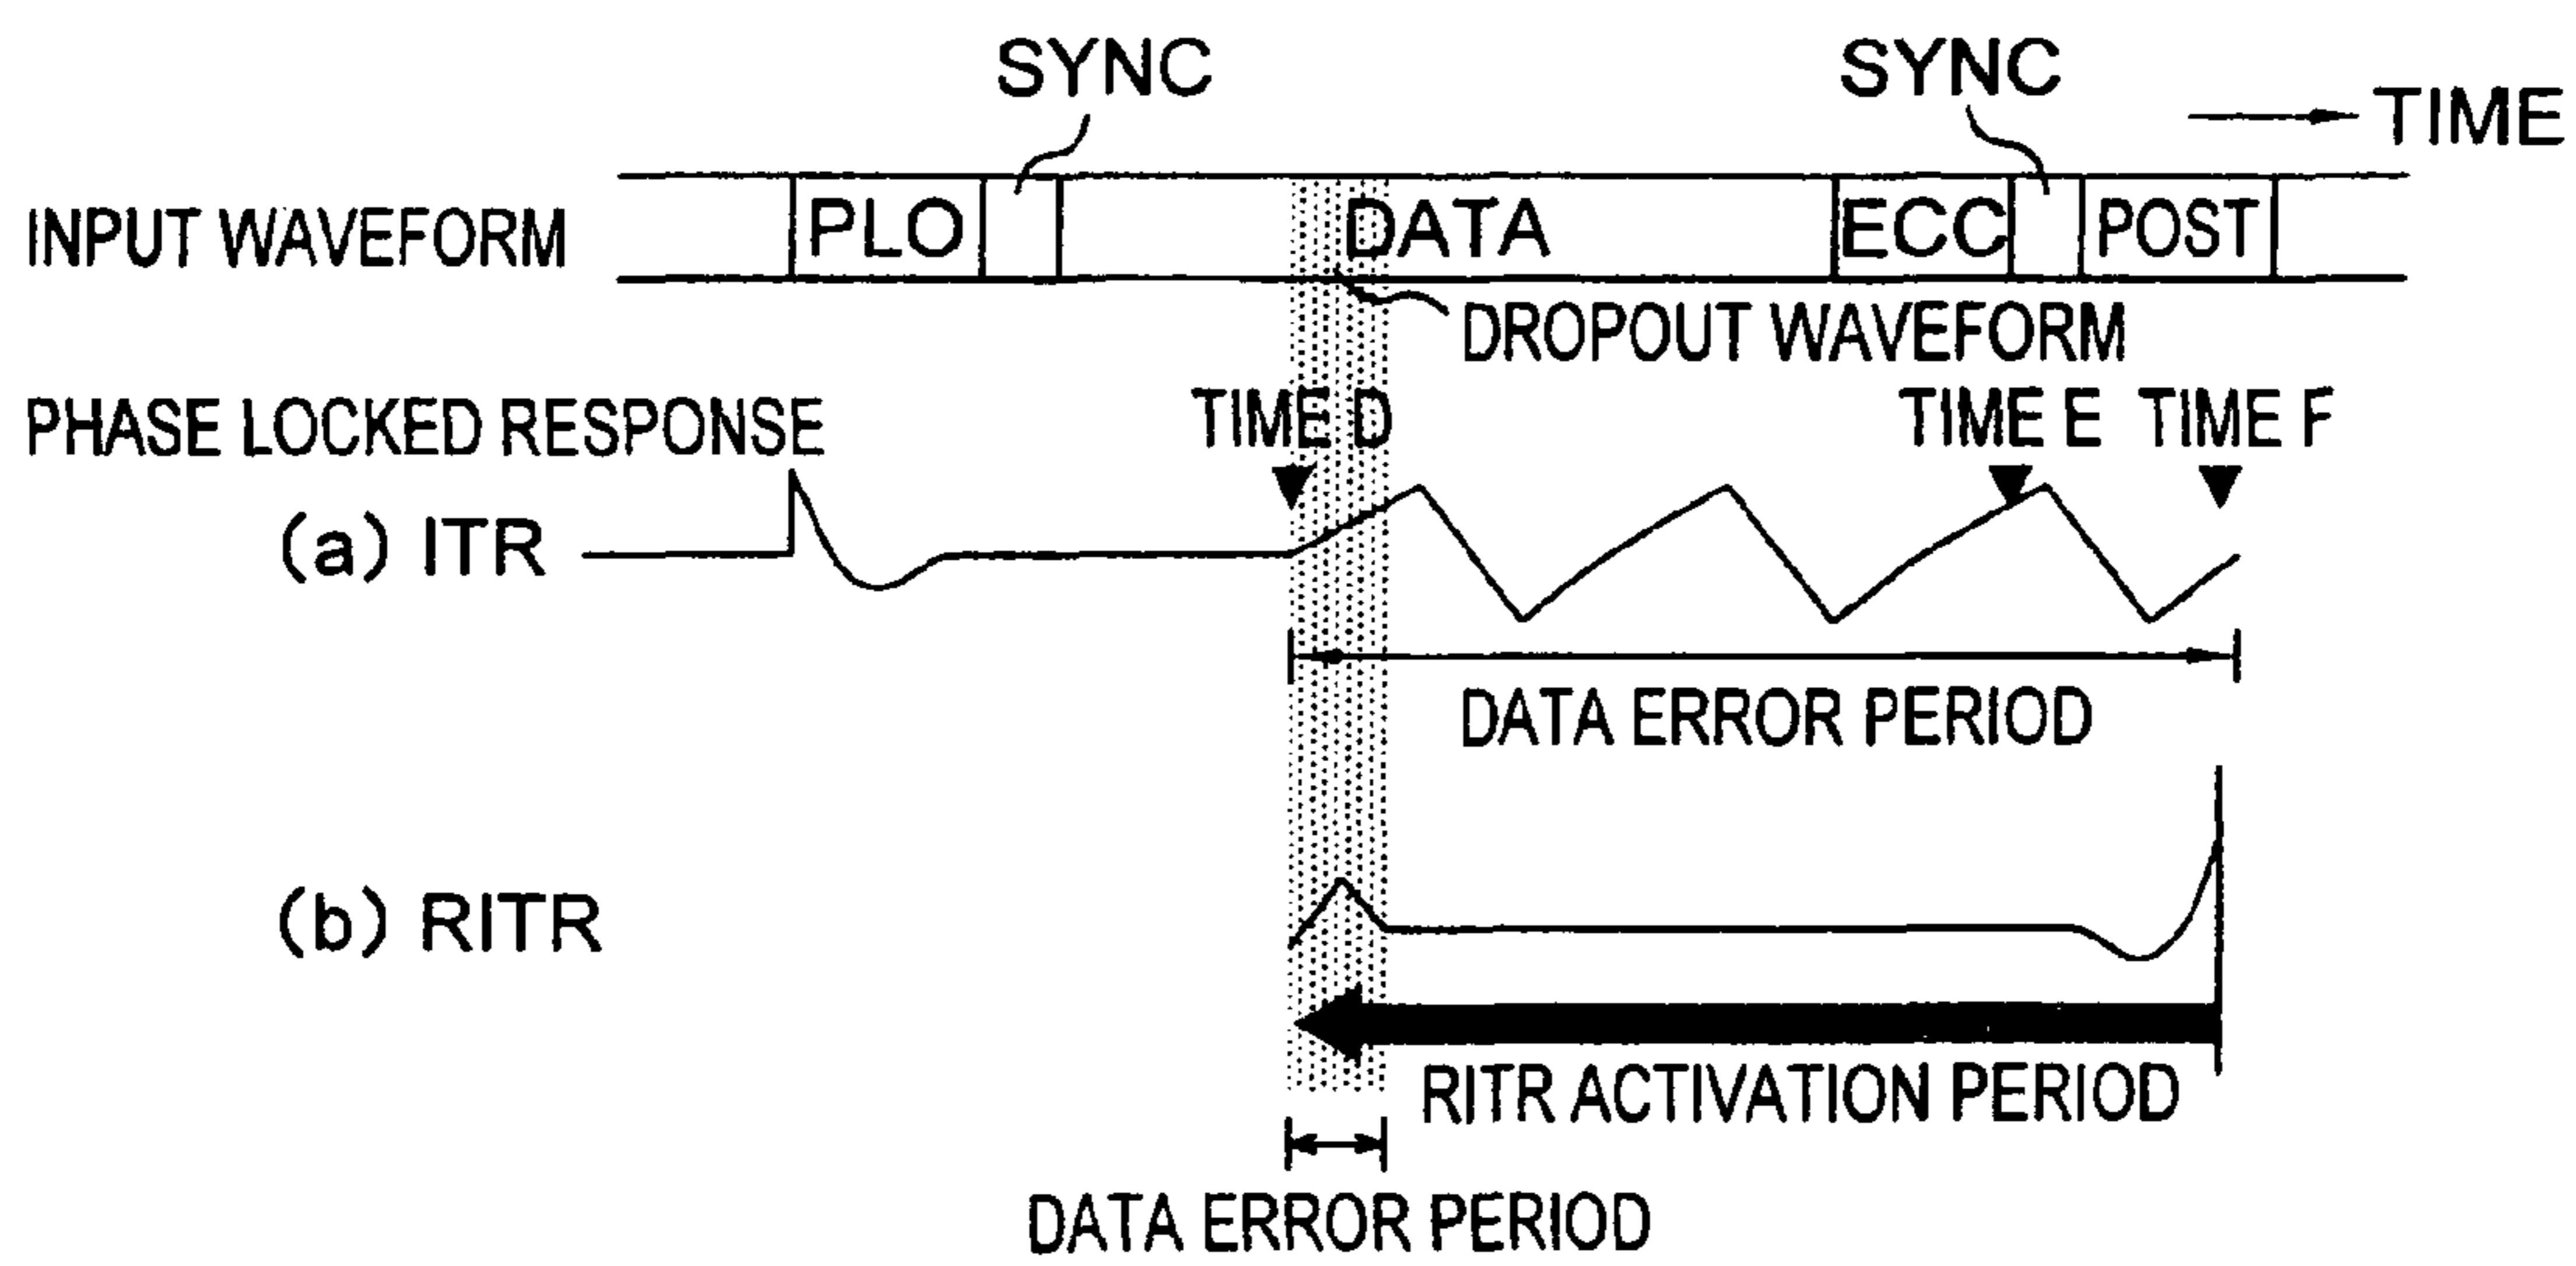 SYNC SYNC
TIME
INPUT WAVEFORM PLO DATA ECC POST
DROPOUT WAVEFORM
PHASE LOCKED RESPONSE TIME D TIME E TIME F
(a) ITR
DATA ERROR PERIOD
(b) RITR
RITR ACTIVATION PERIOD
DATA ERROR PERIOD